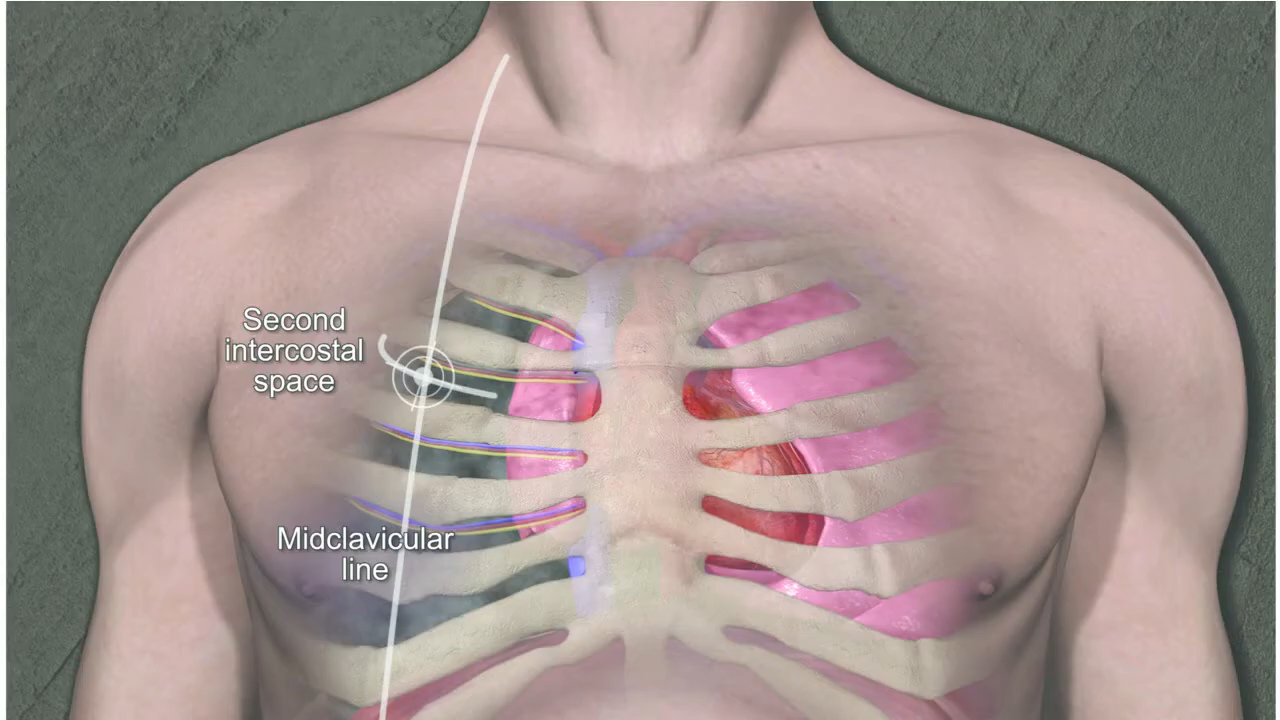 Second
intercostal
space
Midclavicular
line